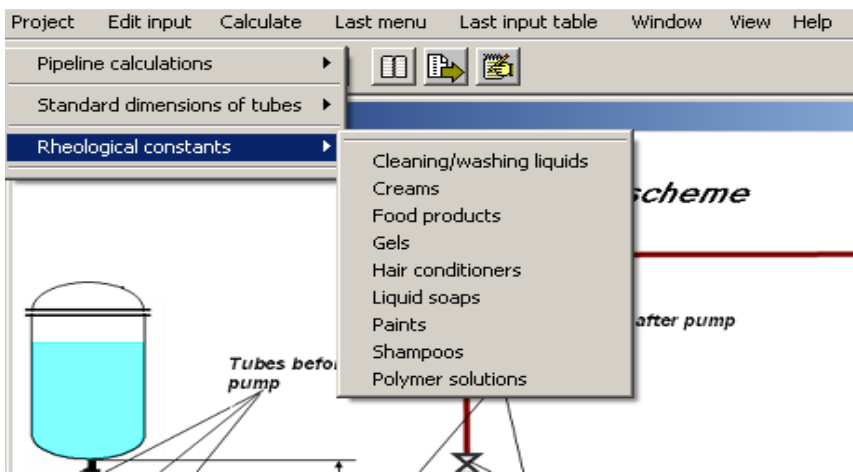 Project Edit input Calculate Last menu Last input table Window View Help
Pipeline calculations
Standard dimensions of tubes
Rheological constants
Cleaning/washing liquids
Creams
Food products
Gels
Hair conditioners
Liquid soaps
Paints
Shampoos
Polymer solutions
scheme
after pump
Tubes
pump